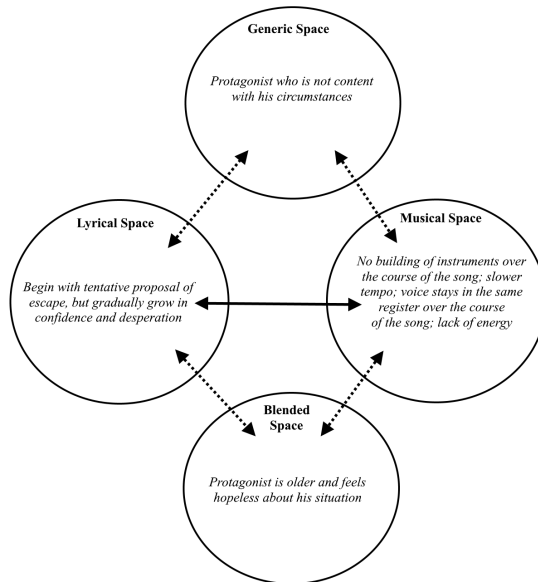 Generic Space
Protagonist who is not content
with his circumstances
Lyrical Space
Begin with tentative proposal of
escape, but gradually grow in
confidence and desperation
Musical Space
No building of instruments over
the course of the song; slower
tempo; voice stays in the same
register over the course
of the song; lack of energy
Blended
Space
Protagonist is older and feels
hopeless about his situation